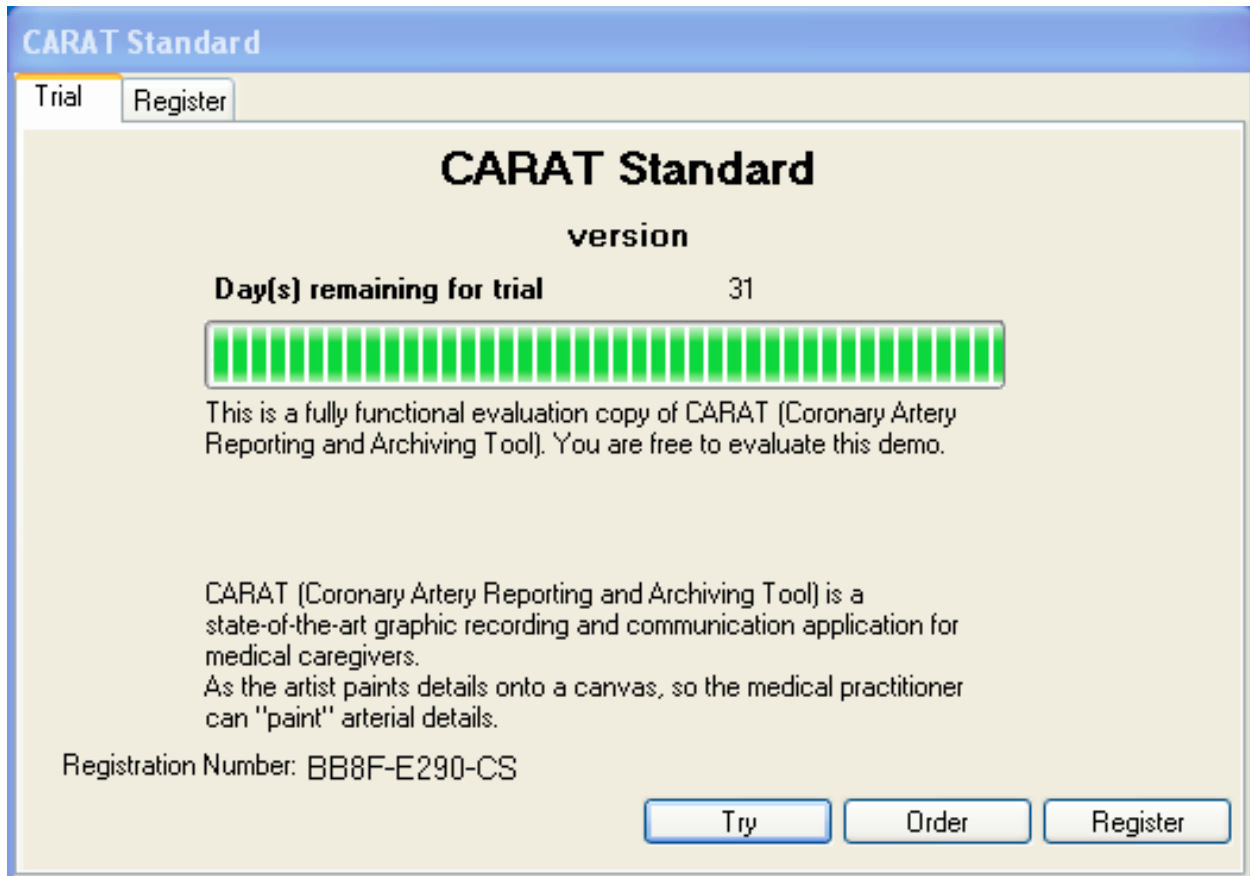 CARAT Standard
Trial Register
CARAT Standard
version
Day(s) remaining for trial 31
This is a fully functional evaluation copy of CARAT (Coronary Artery
Reporting and Archiving Tool). You are free to evaluate this demo.
CARAT (Coronary Artery Reporting and Archiving Tool) is a
state-of-the-art graphic recording and communication application for
medical caregivers.
As the artist paints details onto a canvas, so the medical practitioner
can "paint" arterial details.
Registration Number: BB8F-E290-CS
Try Order Register